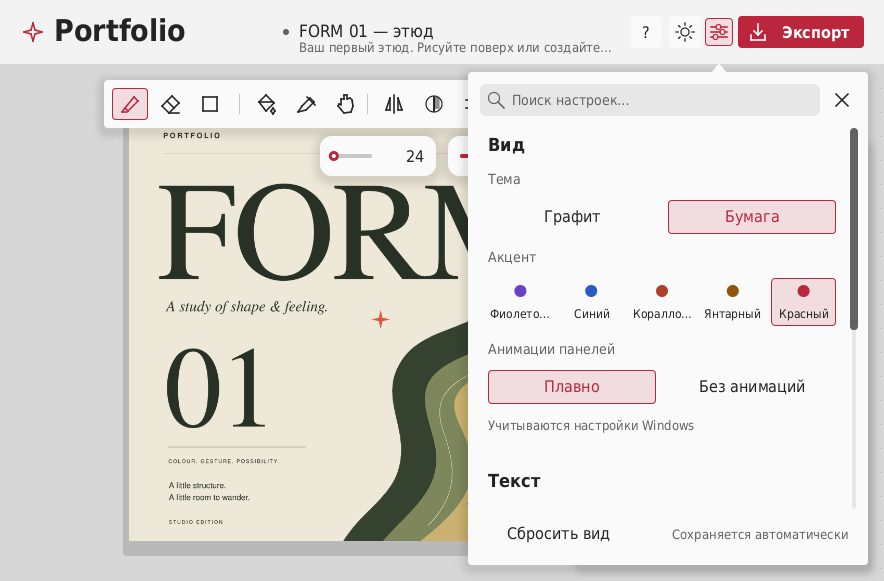 Portfolio
FORM 01 — этюд
Ваш первый этюд. Рисуйте поверх или создайте...
?
Экспорт
Поиск настроек...
PORTFOLIO
24
FORM
A study of shape & feeling.
01
COLOUR. GESTURE. POSSIBILITY.
A little structure.
A little room to wander.
STUDIO EDITION
Вид
Тема
Графит
Бумага
Акцент
Фиолето...
Синий
Коралло...
Янтарный
Красный
Анимации панелей
Плавно
Без анимаций
Учитываются настройки Windows
Текст
Сбросить вид
Сохраняется автоматически